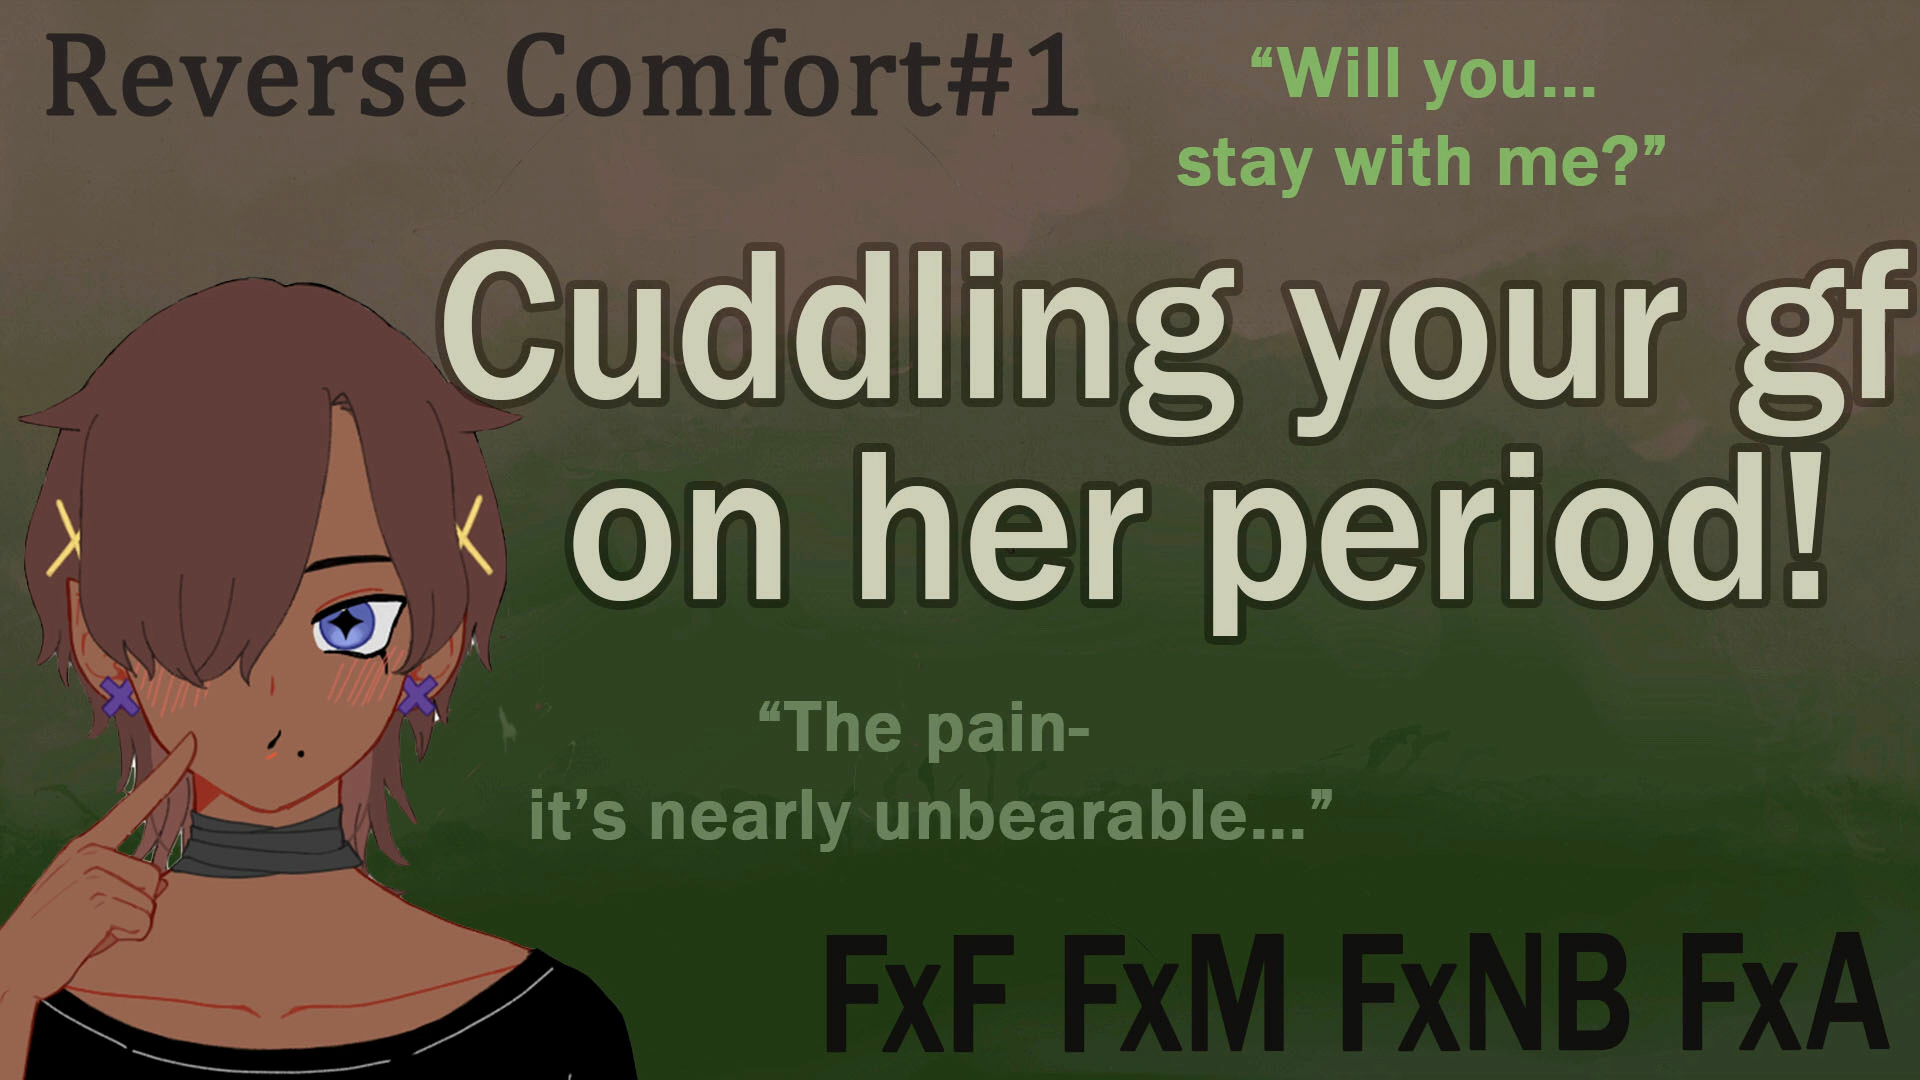 Reverse Comfort#1
“Will you...
stay with me?”
Cuddling your gf
on her period!
“The pain-
it’s nearly unbearable...”
FxF FxM FxNB FxA